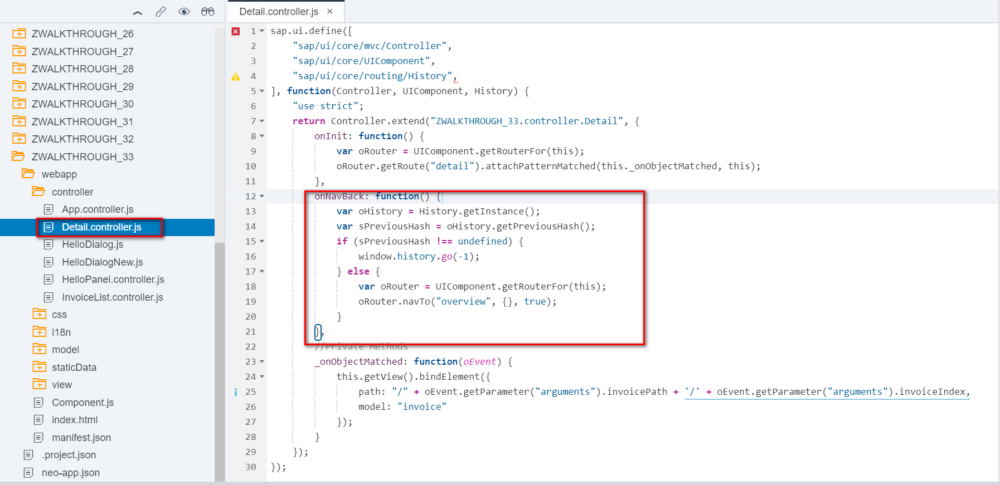 ZWALKTHROUGH_26
ZWALKTHROUGH_27
ZWALKTHROUGH_28
ZWALKTHROUGH_29
ZWALKTHROUGH_30
ZWALKTHROUGH_31
ZWALKTHROUGH_32
ZWALKTHROUGH_33
webapp
controller
App.controller.js
Detail.controller.js
HelloDialog.js
HelloDialogNew.js
HelloPanel.controller.js
InvoiceList.controller.js
css
i18n
model
staticData
view
Component.js
index.html
manifest.json
.project.json
neo-app.json
Detail.controller.js ×
1 sap.ui.define([
2 "sap/ui/core/mvc/Controller",
3 "sap/ui/core/UIComponent",
4 "sap/ui/core/routing/History",
5 ], function(Controller, UIComponent, History) {
6 "use strict";
7 return Controller.extend("ZWALKTHROUGH_33.controller.Detail", {
8 onInit: function() {
9 var oRouter = UIComponent.getRouterFor(this);
10 oRouter.getRoute("detail").attachPatternMatched(this._onObjectMatched, this);
11 },
12 onNavBack: function() {
13 var oHistory = History.getInstance();
14 var sPreviousHash = oHistory.getPreviousHash();
15 if (sPreviousHash !== undefined) {
16 window.history.go(-1);
17 } else {
18 var oRouter = UIComponent.getRouterFor(this);
19 oRouter.navTo("overview", {}, true);
20 }
21 },
22 //Private Methods
23 _onObjectMatched: function(oEvent) {
24 this.getView().bindElement({
25 path: "/" + oEvent.getParameter("arguments").invoicePath + '/' + oEvent.getParameter("arguments").invoiceIndex,
26 model: "invoice"
27 });
28 }
29 });
30 });